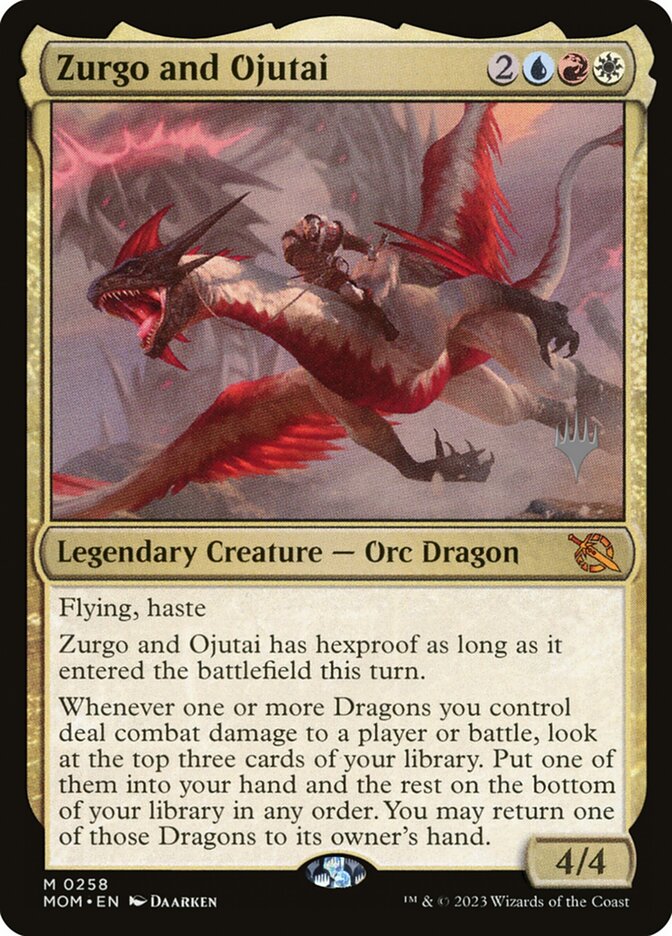 Zurgo and Ojutai 2
Legendary Creature — Orc Dragon
Flying, haste
Zurgo and Ojutai has hexproof as long as it
entered the battlefield this turn.
Whenever one or more Dragons you control
deal combat damage to a player or battle, look
at the top three cards of your library. Put one of
them into your hand and the rest on the bottom
of your library in any order. You may return one
of those Dragons to its owner's hand.
4/4
M 0258
MOM • EN DAARKEN
™ & © 2023 Wizards of the Coast